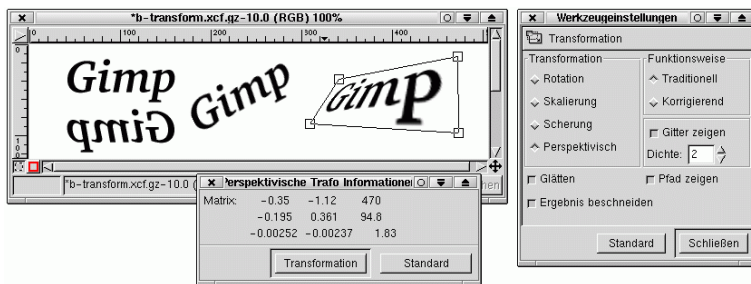 *b-transform.xcf.gz-10.0 (RGB) 100%
0 100 200 300 400
0
100
Gimp
Gimp
Gimp
Gimp
*b-transform.xcf.gz-10.0
Perspektivische Trafo Informationen
Matrix: -0.35 -1.12 470
-0.195 0.361 94.8
-0.00252 -0.00237 1.83
Transformation Standard
Werkzeugeinstellungen
Transformation
Transformation
Rotation
Skalierung
Scherung
Perspektivisch
Funktionsweise
Traditionell
Korrigierend
Gitter zeigen
Dichte: 2
Glätten
Pfad zeigen
Ergebnis beschneiden
Standard Schließen